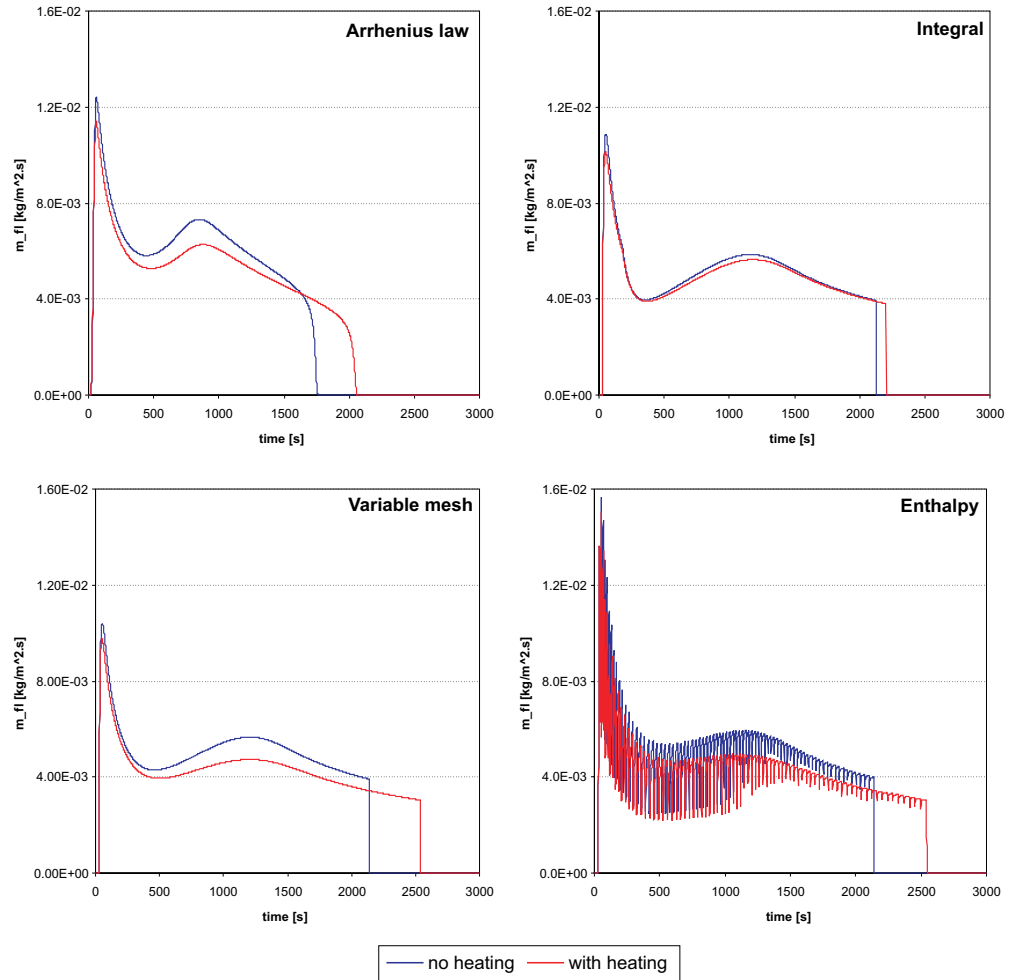 Arrhenius law
1.6E-02
1.2E-02
8.0E-03
4.0E-03
0.0E+00
m_fl [kg/m^2.s]
0 500 1000 1500 2000 2500 3000
time [s]
Integral
1.6E-02
1.2E-02
8.0E-03
4.0E-03
0.0E+00
m_fl [kg/m^2.s]
0 500 1000 1500 2000 2500 3000
time [s]
Variable mesh
1.60E-02
1.20E-02
8.00E-03
4.00E-03
0.00E+00
m_fl [kg/m^2.s]
0 500 1000 1500 2000 2500 3000
time [s]
Enthalpy
1.6E-02
1.2E-02
8.0E-03
4.0E-03
0.0E+00
m_fl [kg/m^2.s]
0 500 1000 1500 2000 2500 3000
time [s]
no heating with heating